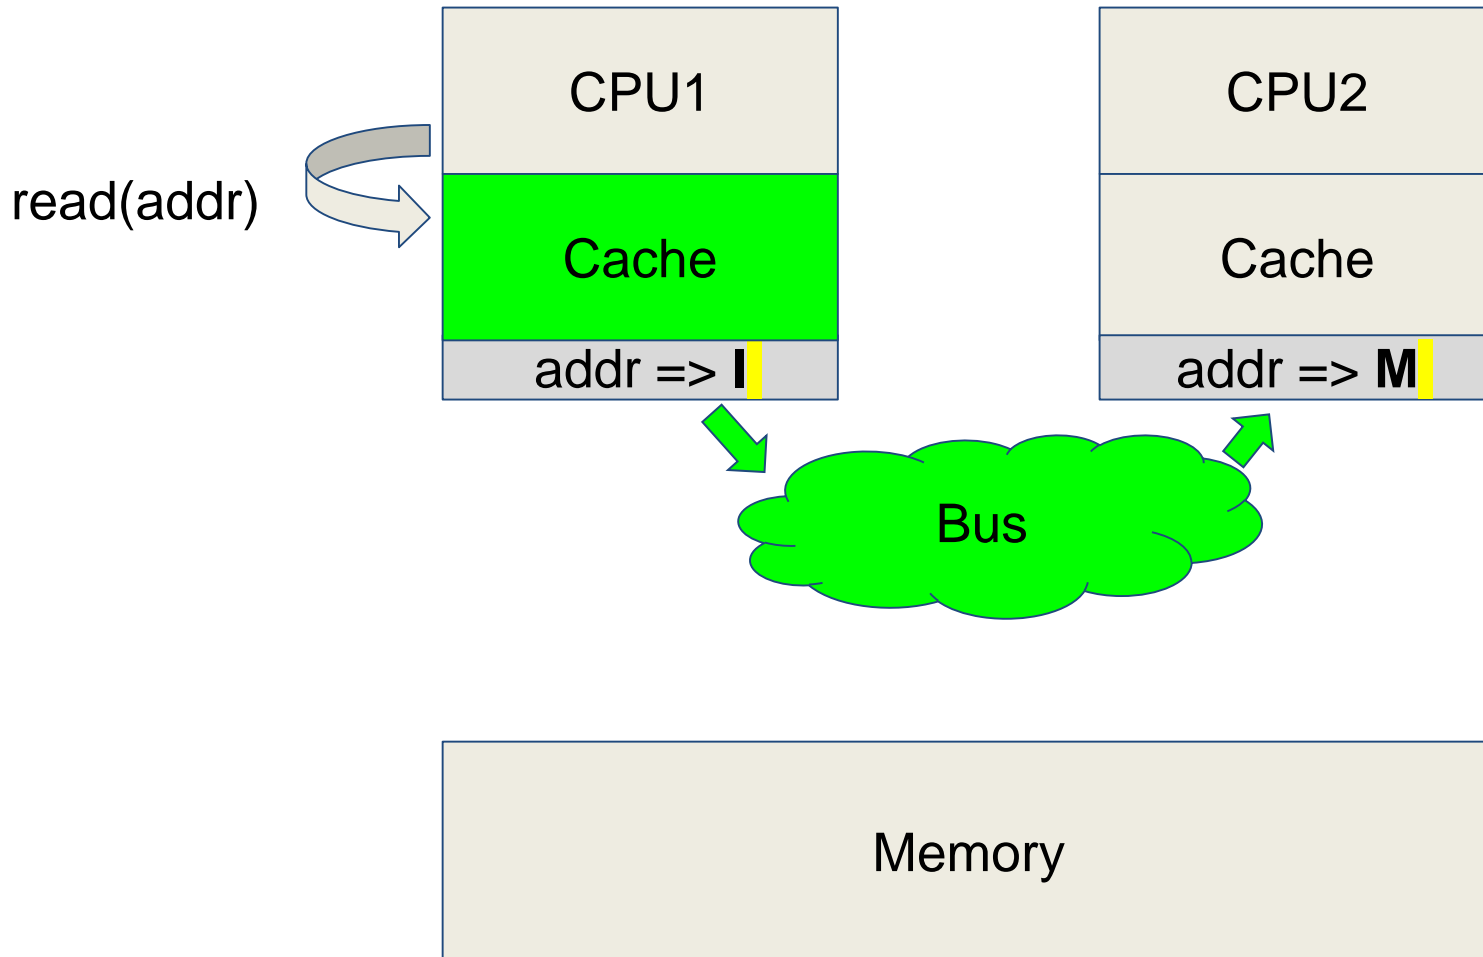 CPU1
CPU2
read(addr)
Cache
Cache
addr => I
addr => M
Bus
Memory